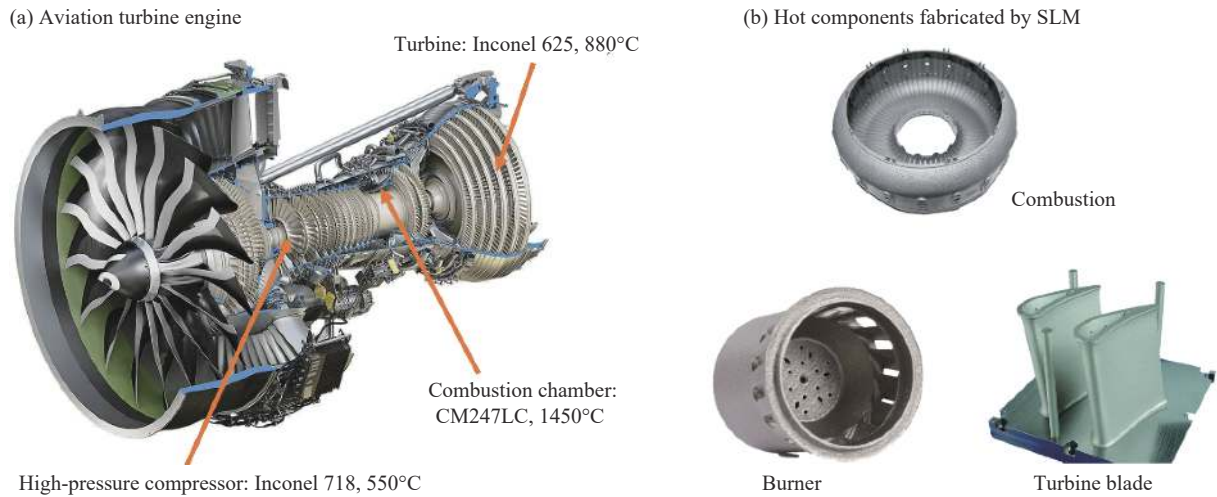 (a) Aviation turbine engine
(b) Hot components fabricated by SLM
Turbine: Inconel 625, 880°C
Combustion
Combustion chamber:
CM247LC, 1450°C
High-pressure compressor: Inconel 718, 550°C
Burner
Turbine blade